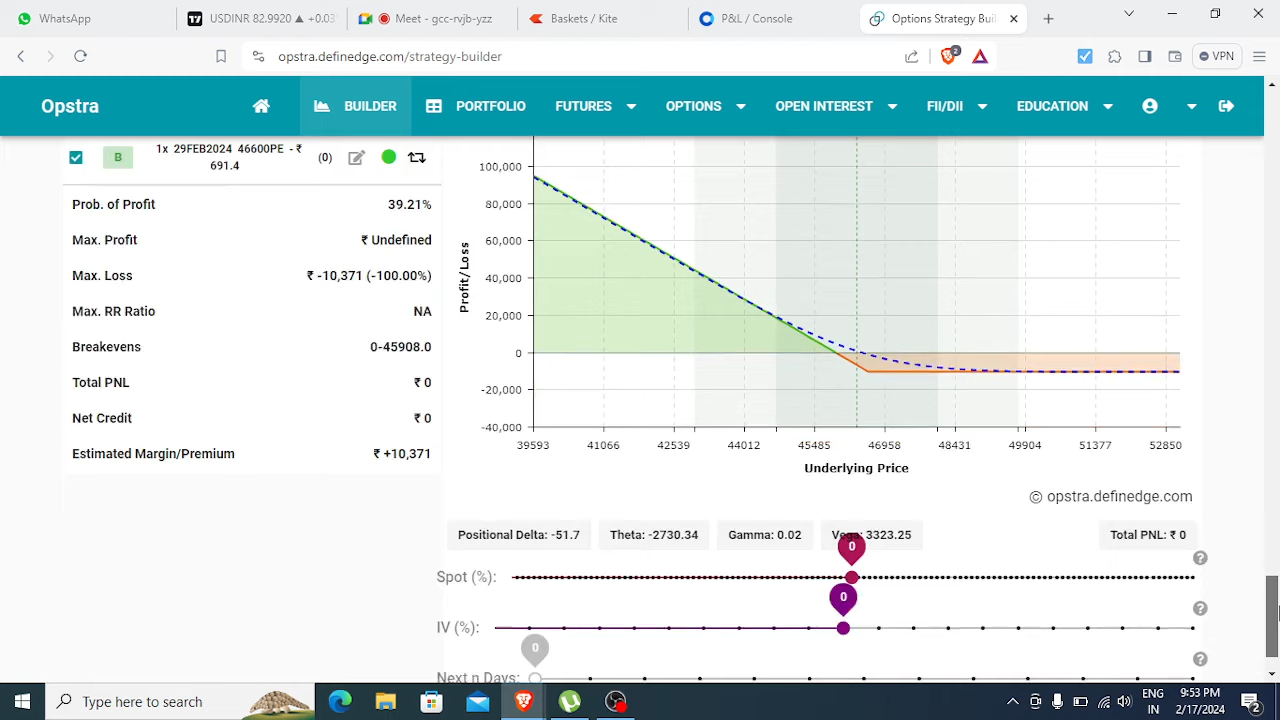 WhatsApp
17
USDINR 82.9920 ▲ +0.03
Meet - gcc-rvjb-yzz
Baskets / Kite
P&L / Console
Options Strategy Buil
opstra.definedge.com/strategy-builder
2
VPN
Opstra
BUILDER
PORTFOLIO
FUTURES
OPTIONS
OPEN INTEREST
FII/DII
EDUCATION
B
1x 29FEB2024 46600PE - ₹
691.4
(0)
Prob. of Profit 39.21%
Max. Profit ₹ Undefined
Max. Loss ₹ -10,371 (-100.00%)
Max. RR Ratio NA
Breakevens 0-45908.0
Total PNL ₹ 0
Net Credit ₹ 0
Estimated Margin/Premium ₹ +10,371
Profit/Loss
100,000
80,000
60,000
40,000
20,000
0
-20,000
-40,000
39593 41066 42539 44012 45485 46958 48431 49904 51377 52850
Underlying Price
© opstra.definedge.com
Positional Delta: -51.7
Theta: -2730.34
Gamma: 0.02
Vega: 3323.25
Total PNL: ₹ 0
0
?
Spot (%):
0
?
IV (%):
0
?
Next n Days:
Type here to search
ENG
IN
9:53 PM
2/17/2024
2